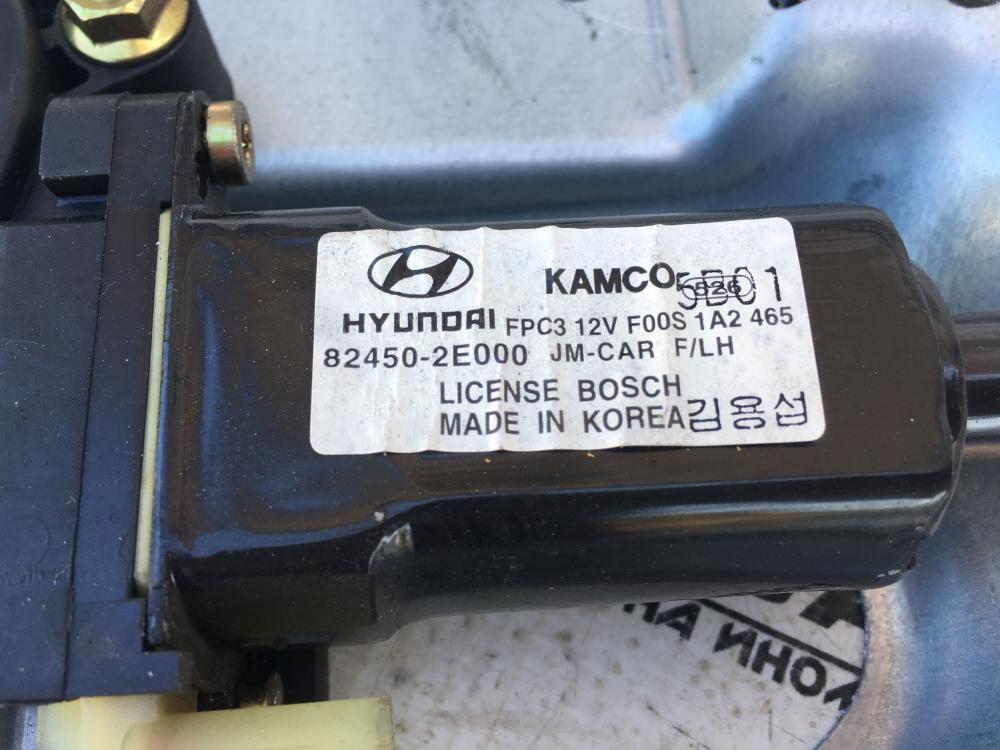 KAMCO 5B01
526
HYUNDAI FPC3 12V F00S 1A2 465
82450-2E000 JM-CAR F/LH
LICENSE BOSCH
MADE IN KOREA 김용섭